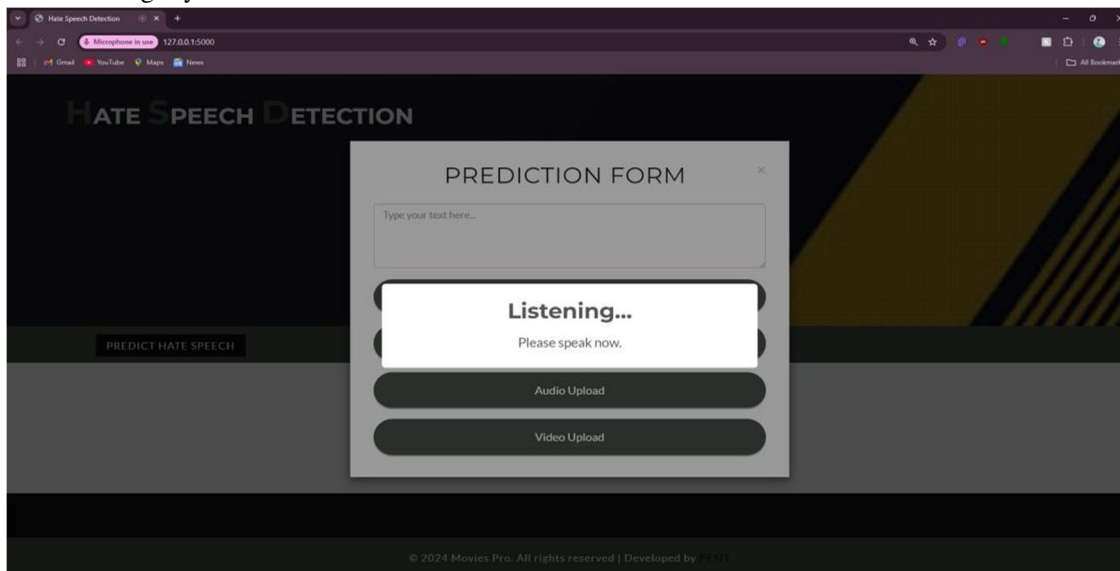 Hate Speech Detection
Microphone in use 127.0.0.1:5000
Gmail YouTube Maps News All Bookmark
HATE SPEECH DETECTION
PREDICTION FORM
Type your text here...
Listening...
Please speak now.
PREDICT HATE SPEECH
Audio Upload
Video Upload
© 2024 Movies Pro. All rights reserved | Developed by